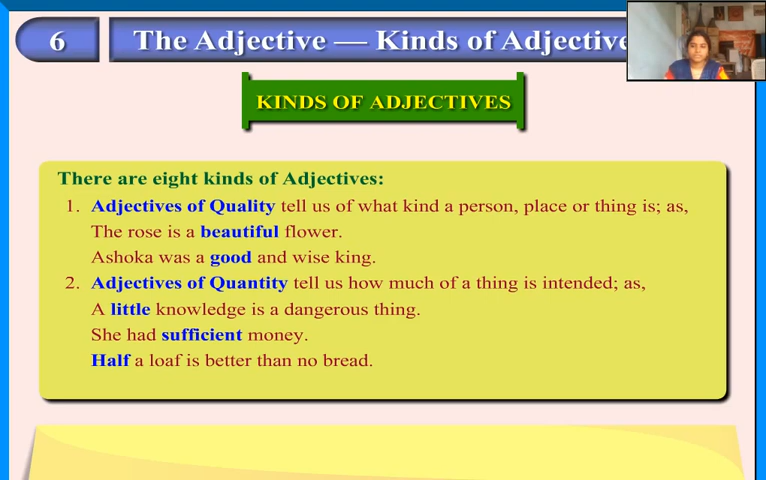 6
The Adjective — Kinds of Adjective
KINDS OF ADJECTIVES
There are eight kinds of Adjectives:
1. Adjectives of Quality tell us of what kind a person, place or thing is; as,
The rose is a beautiful flower.
Ashoka was a good and wise king.
2. Adjectives of Quantity tell us how much of a thing is intended; as,
A little knowledge is a dangerous thing.
She had sufficient money.
Half a loaf is better than no bread.